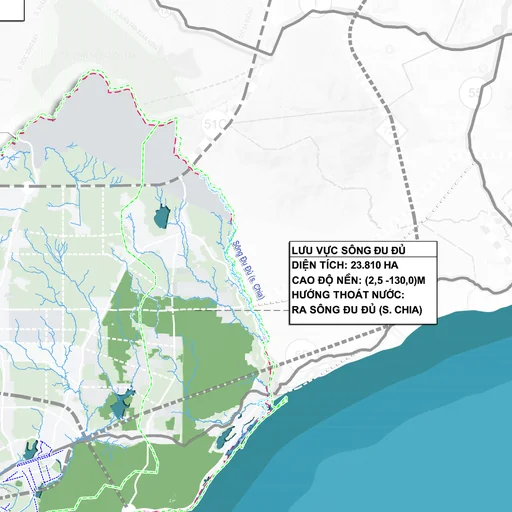 51C
55
Sông Đu Đủ (s. Chia)
LƯU VỰC SÔNG ĐU ĐỦ
DIỆN TÍCH: 23.810 HA
CAO ĐỘ NỀN: (2,5 -130,0)M
HƯỚNG THOÁT NƯỚC:
RA SÔNG ĐU ĐỦ (S. CHIA)